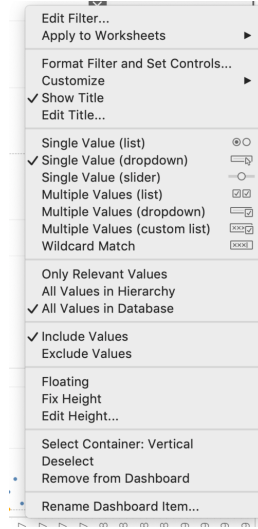 Edit Filter...
Apply to Worksheets
Format Filter and Set Controls...
Customize
Show Title
Edit Title...
Single Value (list)
Single Value (dropdown)
Single Value (slider)
Multiple Values (list)
Multiple Values (dropdown)
Multiple Values (custom list)
Wildcard Match
Only Relevant Values
All Values in Hierarchy
All Values in Database
Include Values
Exclude Values
Floating
Fix Height
Edit Height...
Select Container: Vertical
Deselect
Remove from Dashboard
Rename Dashboard Item...